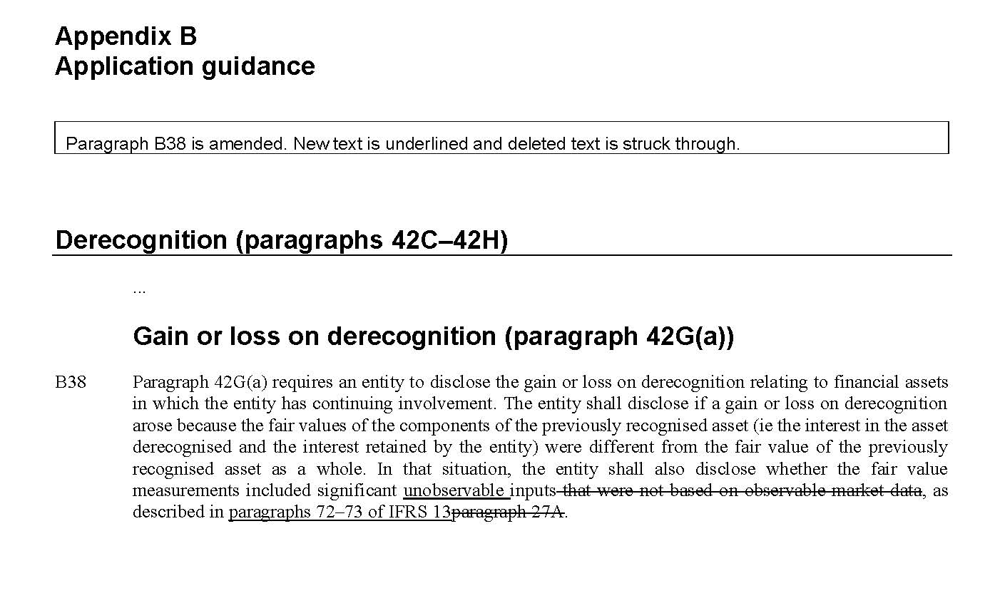 Appendix B
Application guidance
Paragraph B38 is amended. New text is underlined and deleted text is struck through.
Derecognition (paragraphs 42C–42H)
...
Gain or loss on derecognition (paragraph 42G(a))
B38 Paragraph 42G(a) requires an entity to disclose the gain or loss on derecognition relating to financial assets
in which the entity has continuing involvement. The entity shall disclose if a gain or loss on derecognition
arose because the fair values of the components of the previously recognised asset (ie the interest in the asset
derecognised and the interest retained by the entity) were different from the fair value of the previously
recognised asset as a whole. In that situation, the entity shall also disclose whether the fair value
measurements included significant unobservable inputs that were not based on observable market data, as
described in paragraphs 72–73 of IFRS 13paragraph 27A.